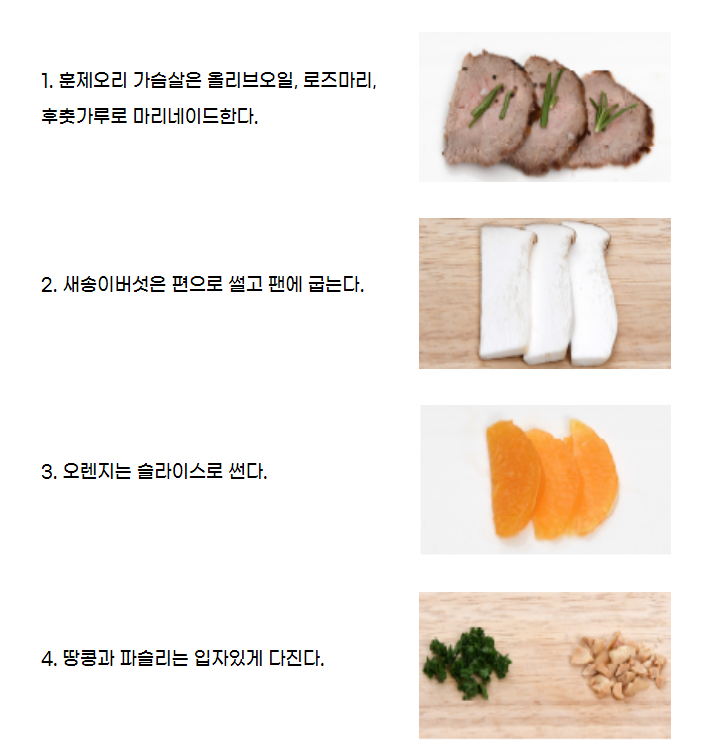 1. 훈제오리 가슴살은 올리브오일, 로즈마리,
후춧가루로 마리네이드한다.
2. 새송이버섯은 편으로 썰고 팬에 굽는다.
3. 오렌지는 슬라이스로 썬다.
4. 땅콩과 파슬리는 입자있게 다진다.